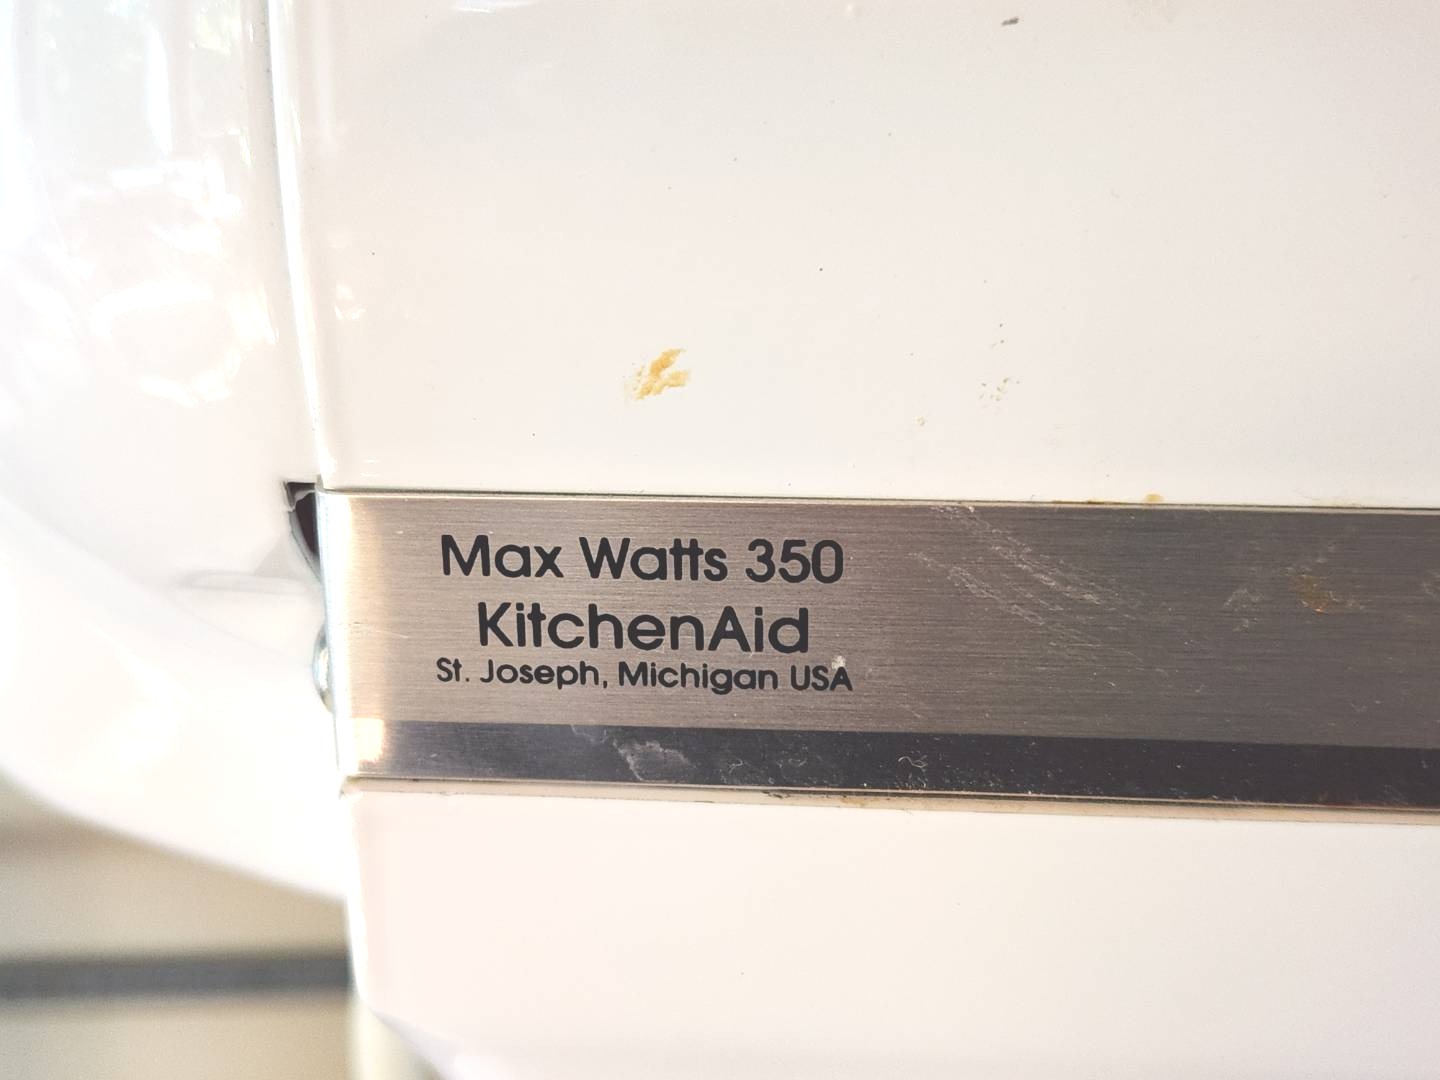 Max Watts 350
KitchenAid
St. Joseph, Michigan USA